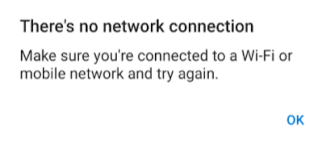 There's no network connection
Make sure you're connected to a Wi-Fi or
mobile network and try again.
OK